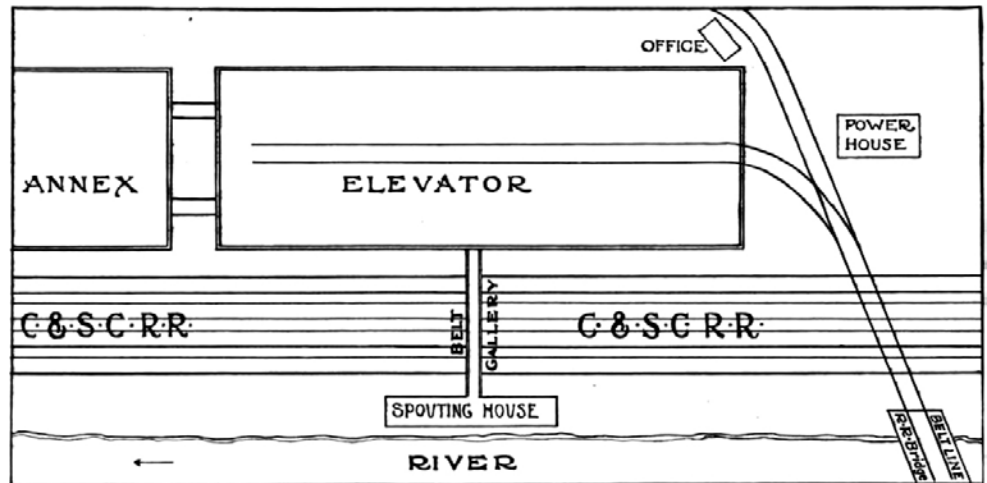 OFFICE
POWER
HOUSE
ANNEX
ELEVATOR
C·&·S·C·R·R·
BELT
GALLERY
C·&·S·C·R·R·
SPOUTING HOUSE
RIVER
R·R·Bridge
BELT LINE